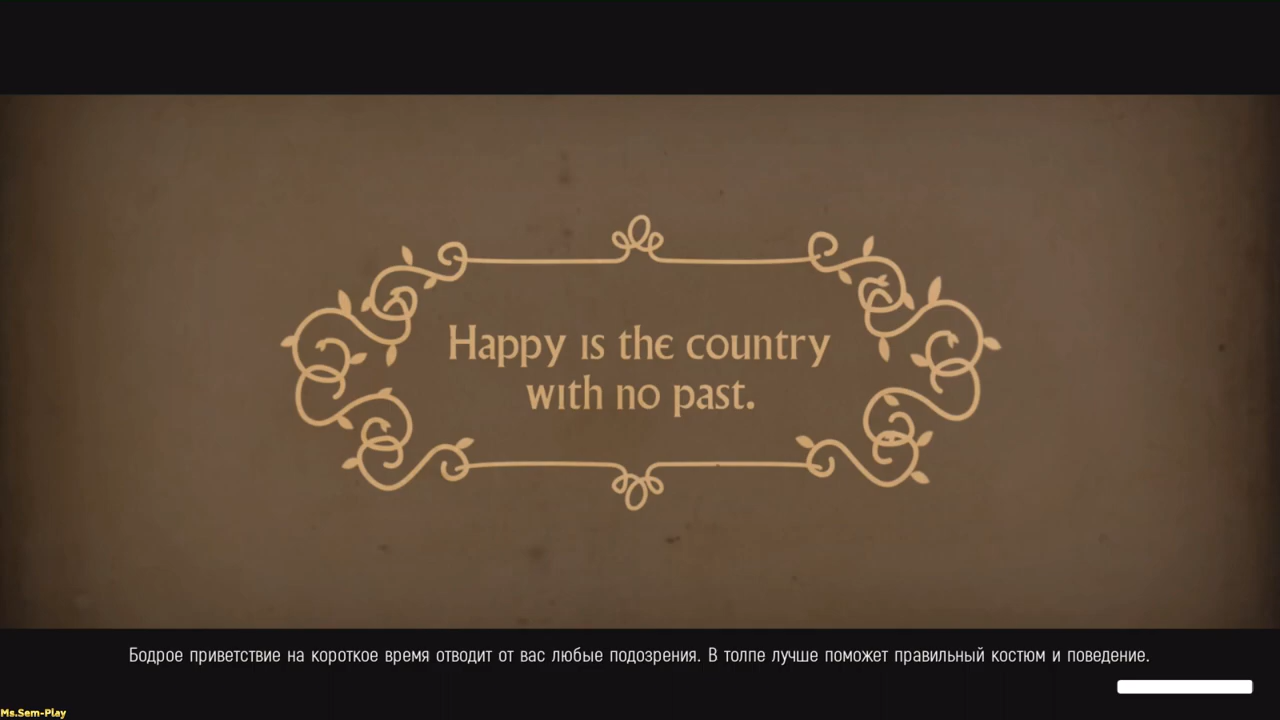 Happy is the country
with no past.
Бодрое приветствие на короткое время отводит от вас любые подозрения. В толпе лучше поможет правильный костюм и поведение.
Ms.Sem-Play